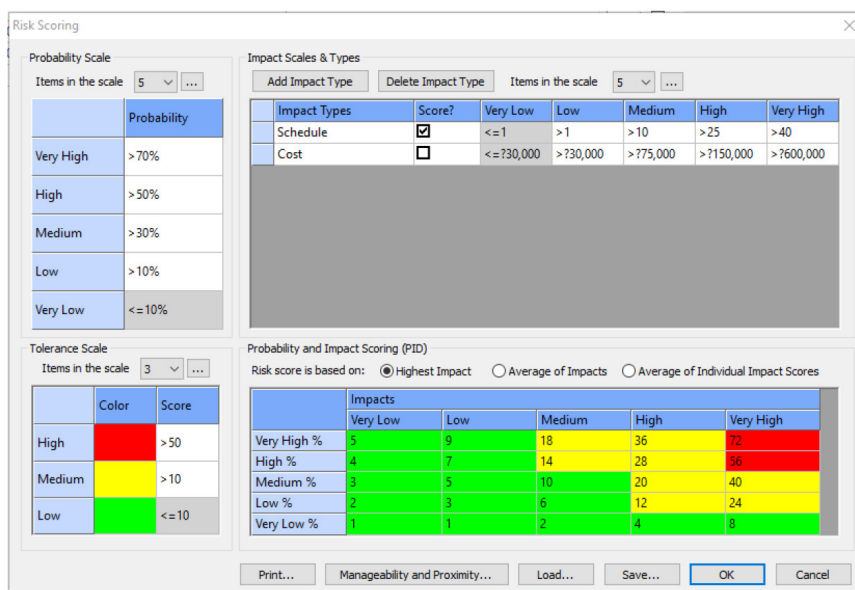 Risk Scoring
Probability Scale
Items in the scale 5 ...
Probability
Very High >70%
High >50%
Medium >30%
Low >10%
Very Low <=10%
Impact Scales & Types
Add Impact Type Delete Impact Type Items in the scale 5 ...
Impact Types Score? Very Low Low Medium High Very High
Schedule <=1 >1 >10 >25 >40
Cost <=?30,000 >?30,000 >?75,000 >?150,000 >?600,000
Tolerance Scale
Items in the scale 3 ...
Color Score
High >50
Medium >10
Low <=10
Probability and Impact Scoring (PID)
Risk score is based on: Highest Impact Average of Impacts Average of Individual Impact Scores
Impacts
Very Low Low Medium High Very High
Very High % 5 9 18 36 72
High % 4 7 14 28 56
Medium % 3 5 10 20 40
Low % 2 3 6 12 24
Very Low % 1 1 2 4 8
Print... Manageability and Proximity... Load... Save... OK Cancel